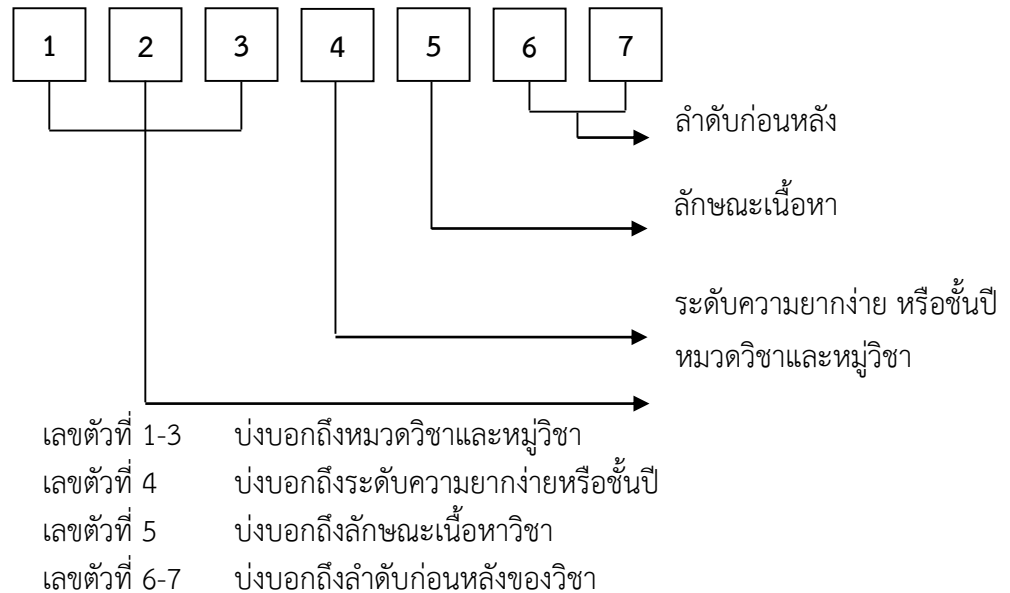 1 2 3 4 5 6 7
ลำดับก่อนหลัง
ลักษณะเนื้อหา
ระดับความยากง่าย หรือชั้นปี
หมวดวิชาและหมู่วิชา
เลขตัวที่ 1-3 บ่งบอกถึงหมวดวิชาและหมู่วิชา
เลขตัวที่ 4 บ่งบอกถึงระดับความยากง่ายหรือชั้นปี
เลขตัวที่ 5 บ่งบอกถึงลักษณะเนื้อหาวิชา
เลขตัวที่ 6-7 บ่งบอกถึงลำดับก่อนหลังของวิชา